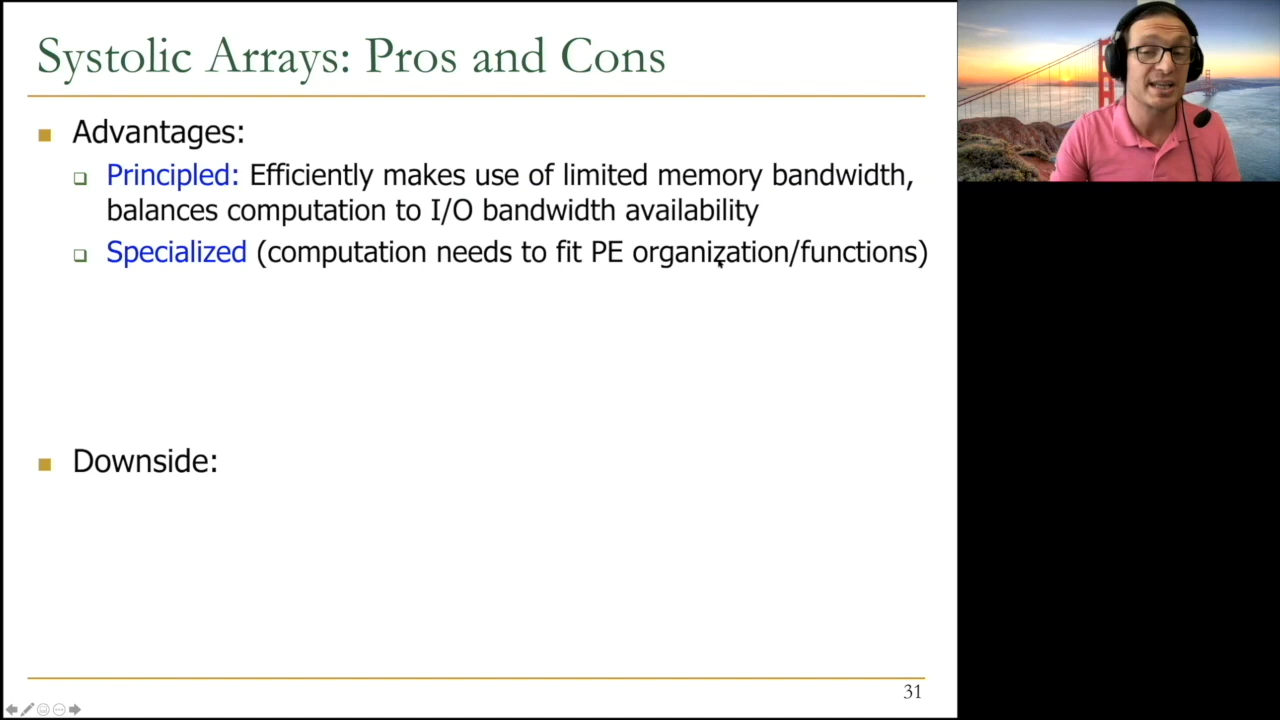 Systolic Arrays: Pros and Cons
Advantages:
Principled: Efficiently makes use of limited memory bandwidth,
balances computation to I/O bandwidth availability
Specialized (computation needs to fit PE organization/functions)
Downside:
31